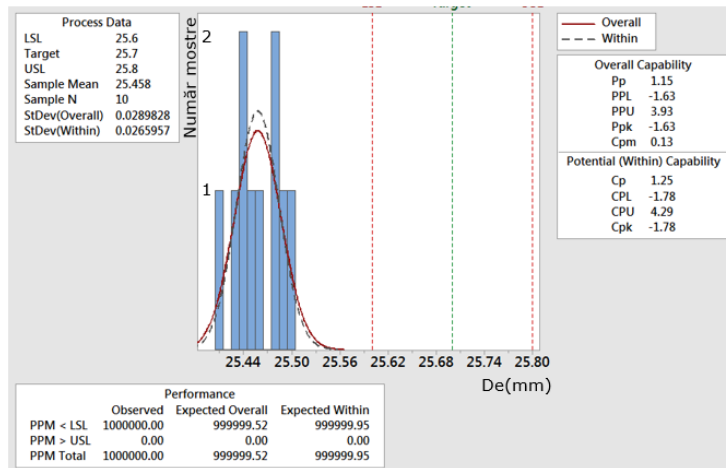 Process Data
LSL 25.6
Target 25.7
USL 25.8
Sample Mean 25.458
Sample N 10
StDev(Overall) 0.0289828
StDev(Within) 0.0265957
Număr mostre
2
1
Overall
Within
Overall Capability
Pp 1.15
PPL -1.63
PPU 3.93
Ppk -1.63
Cpm 0.13
Potential (Within) Capability
Cp 1.25
CPL -1.78
CPU 4.29
Cpk -1.78
25.44 25.50 25.56 25.62 25.68 25.74 25.80
De(mm)
Performance
Observed Expected Overall Expected Within
PPM < LSL 1000000.00 999999.52 999999.95
PPM > USL 0.00 0.00 0.00
PPM Total 1000000.00 999999.52 999999.95